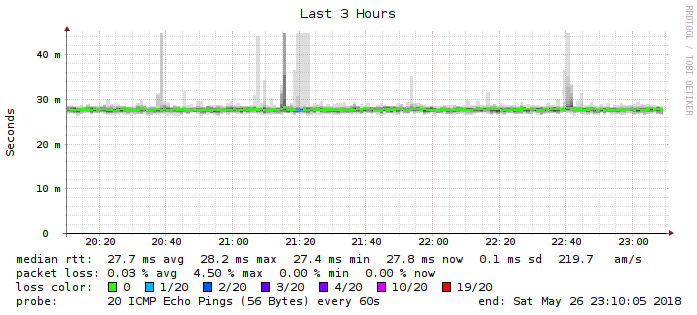 Last 3 Hours
RRDTOOL / TOBI OETIKER
Seconds
40 m
30 m
20 m
10 m
0
20:20 20:40 21:00 21:20 21:40 22:00 22:20 22:40 23:00
median rtt: 27.7 ms avg 28.2 ms max 27.4 ms min 27.8 ms now 0.1 ms sd 219.7 am/s
packet loss: 0.03 % avg 4.50 % max 0.00 % min 0.00 % now
loss color: 0 1/20 2/20 3/20 4/20 10/20 19/20
probe: 20 ICMP Echo Pings (56 Bytes) every 60s end: Sat May 26 23:10:05 2018